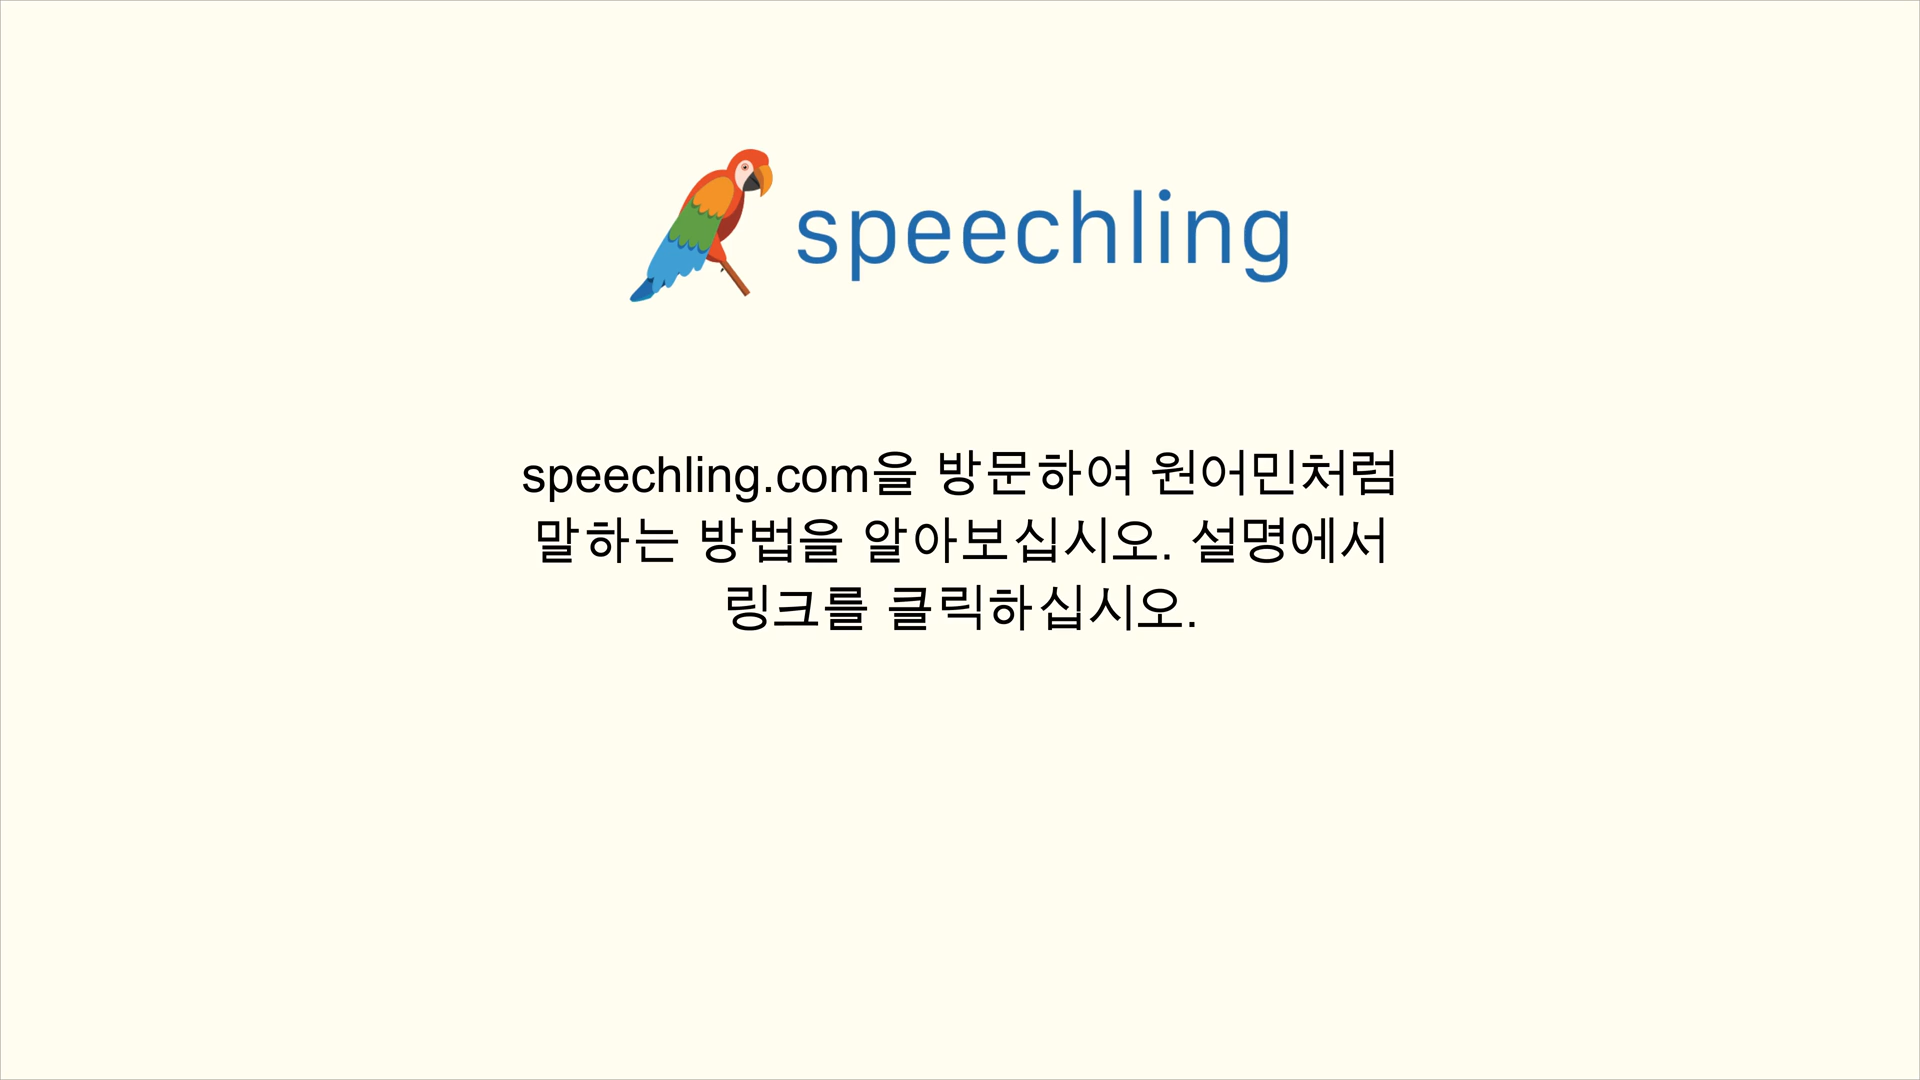 speechling
speechling.com을 방문하여 원어민처럼
말하는 방법을 알아보십시오. 설명에서
링크를 클릭하십시오.